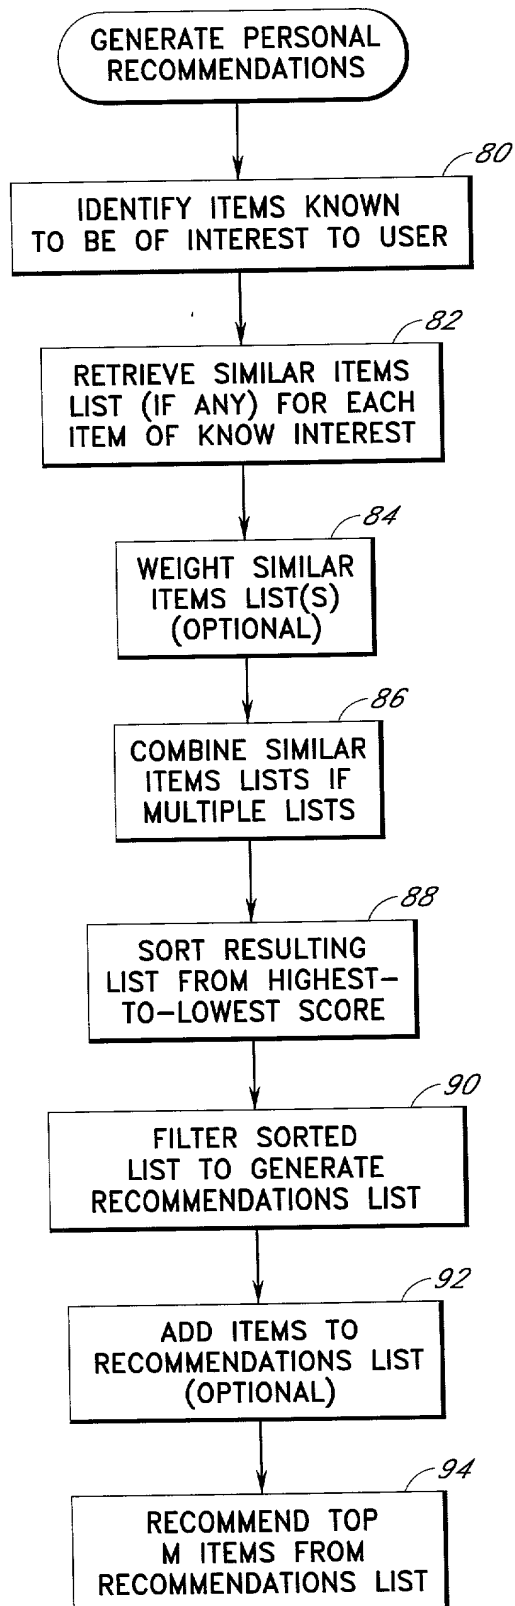 GENERATE PERSONAL
RECOMMENDATIONS
80
IDENTIFY ITEMS KNOWN
TO BE OF INTEREST TO USER
82
RETRIEVE SIMILAR ITEMS
LIST (IF ANY) FOR EACH
ITEM OF KNOW INTEREST
84
WEIGHT SIMILAR
ITEMS LIST(S)
(OPTIONAL)
86
COMBINE SIMILAR
ITEMS LISTS IF
MULTIPLE LISTS
88
SORT RESULTING
LIST FROM HIGHEST-
TO-LOWEST SCORE
90
FILTER SORTED
LIST TO GENERATE
RECOMMENDATIONS LIST
92
ADD ITEMS TO
RECOMMENDATIONS LIST
(OPTIONAL)
94
RECOMMEND TOP
M ITEMS FROM
RECOMMENDATIONS LIST